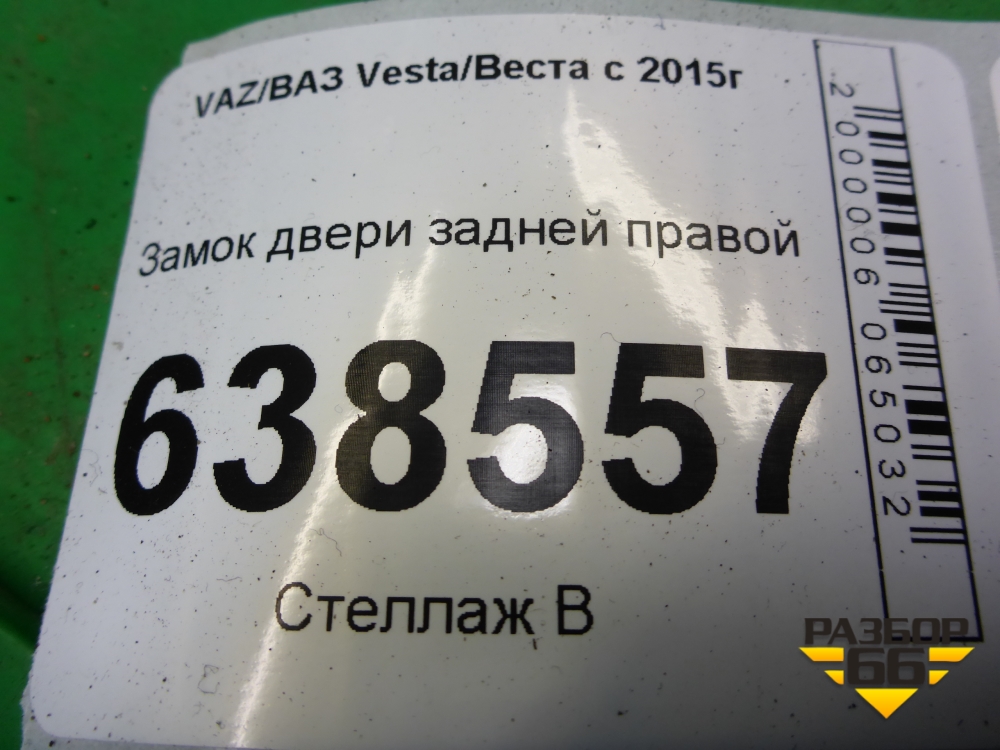 VAZ/ВАЗ Vesta/Веста с 2015г
Замок двери задней правой
638557
Стеллаж В
2000006065032
РАЗБОР
66